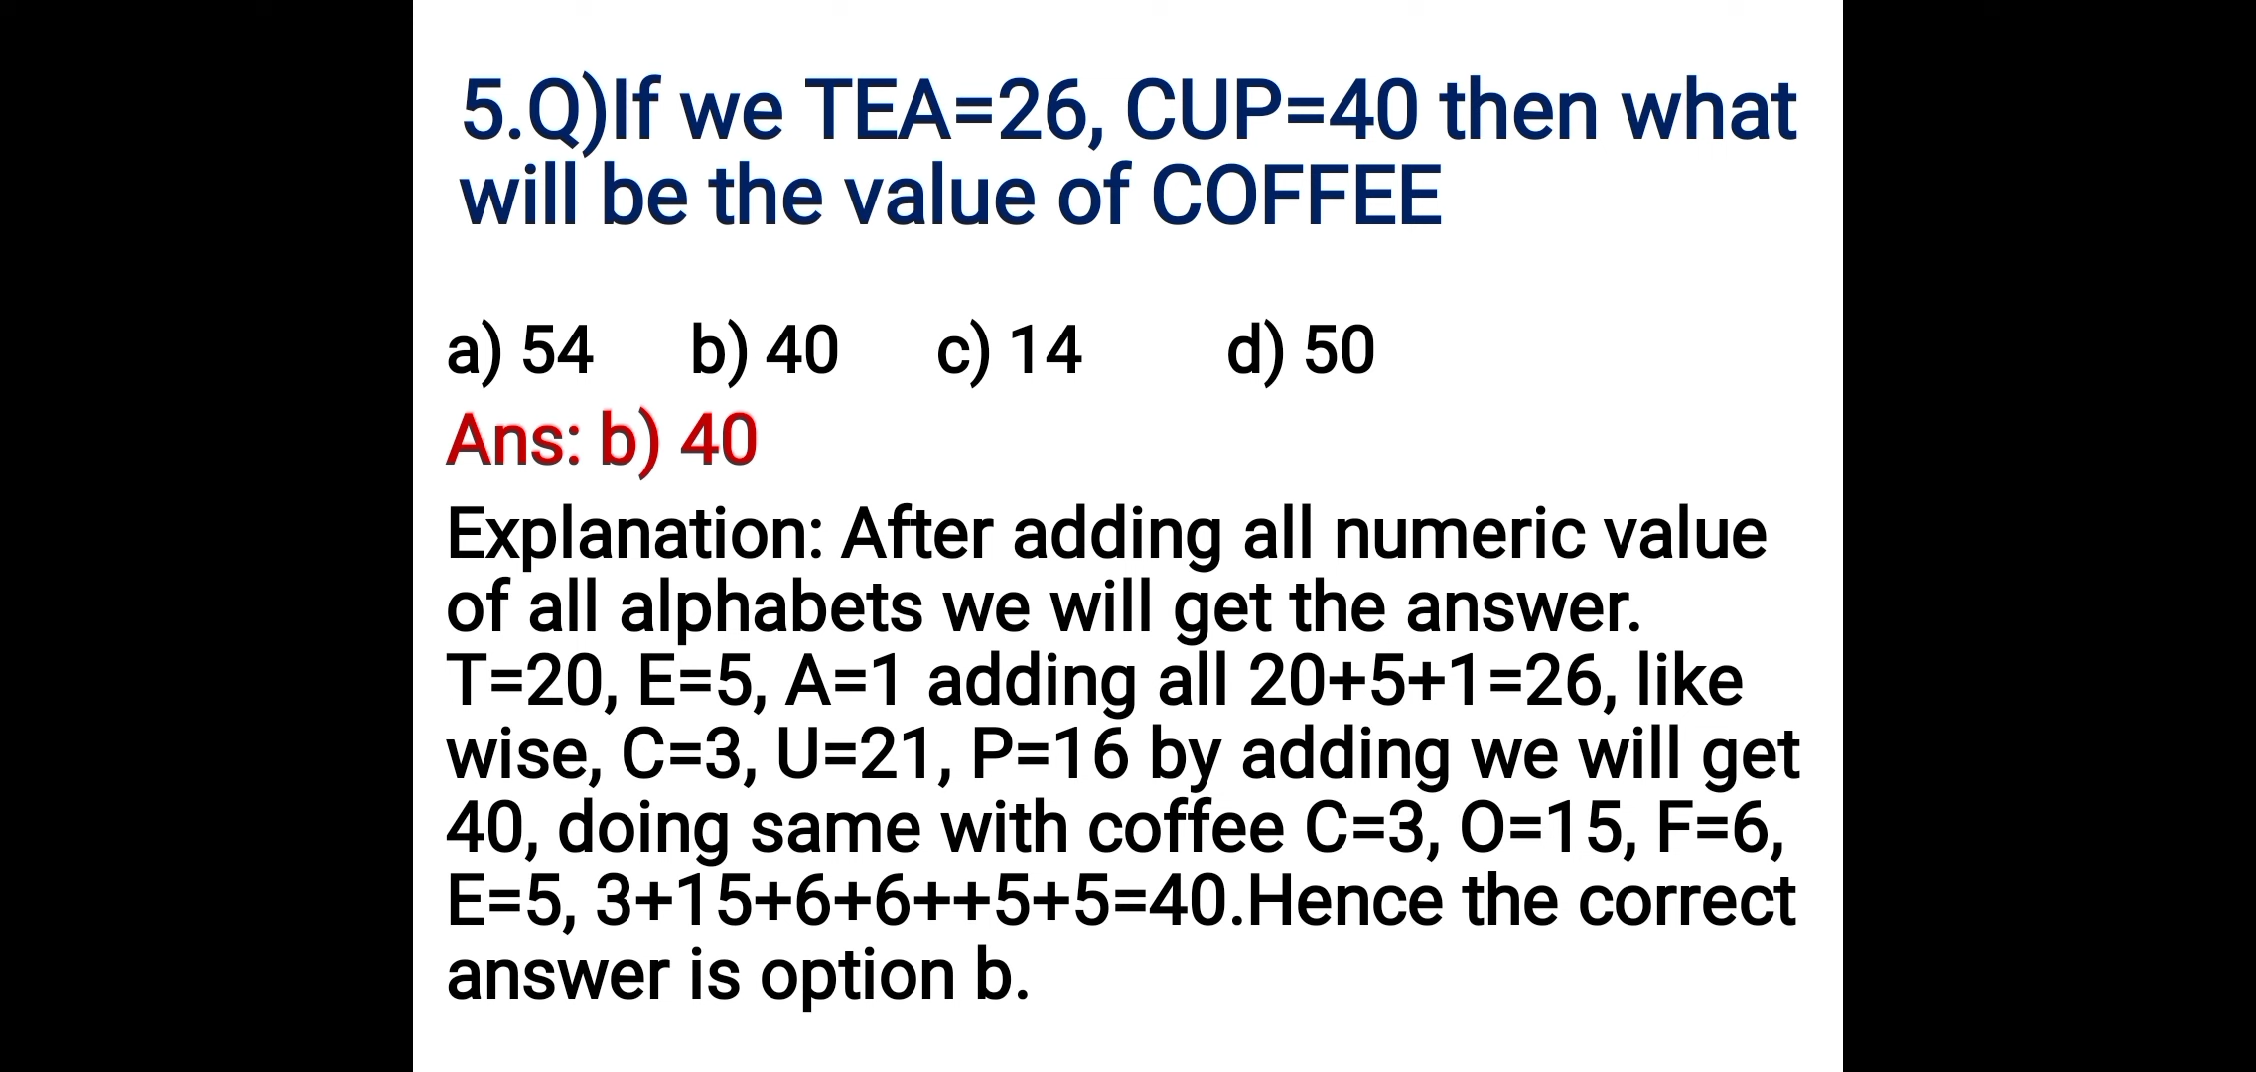 5.Q)If we TEA=26, CUP=40 then what
will be the value of COFFEE
a) 54 b) 40 c) 14 d) 50
Ans: b) 40
Explanation: After adding all numeric value
of all alphabets we will get the answer.
T=20, E=5, A=1 adding all 20+5+1=26, like
wise, C=3, U=21, P=16 by adding we will get
40, doing same with coffee C=3, O=15, F=6,
E=5, 3+15+6+6++5+5=40.Hence the correct
answer is option b.